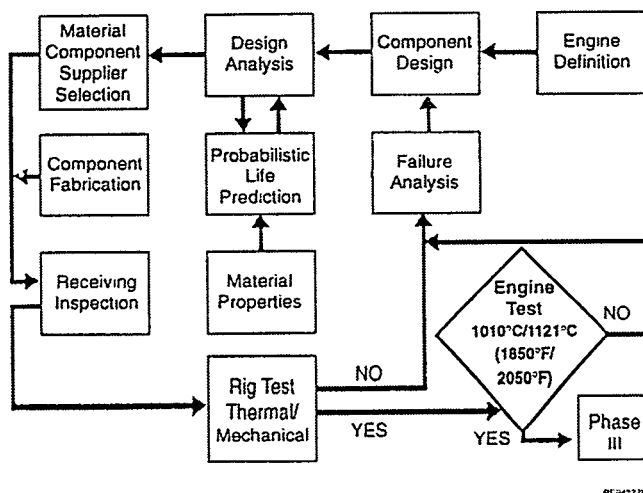 Material
Component
Supplier
Selection
Design
Analysis
Component
Design
Engine
Definition
Component
Fabrication
Probabilistic
Life
Prediction
Failure
Analysis
Receiving
Inspection
Material
Properties
Engine
Test
1010°C/1121°C
(1850°F/
2050°F)
NO
Rig Test
Thermal/
Mechanical
NO
YES
YES
Phase
III